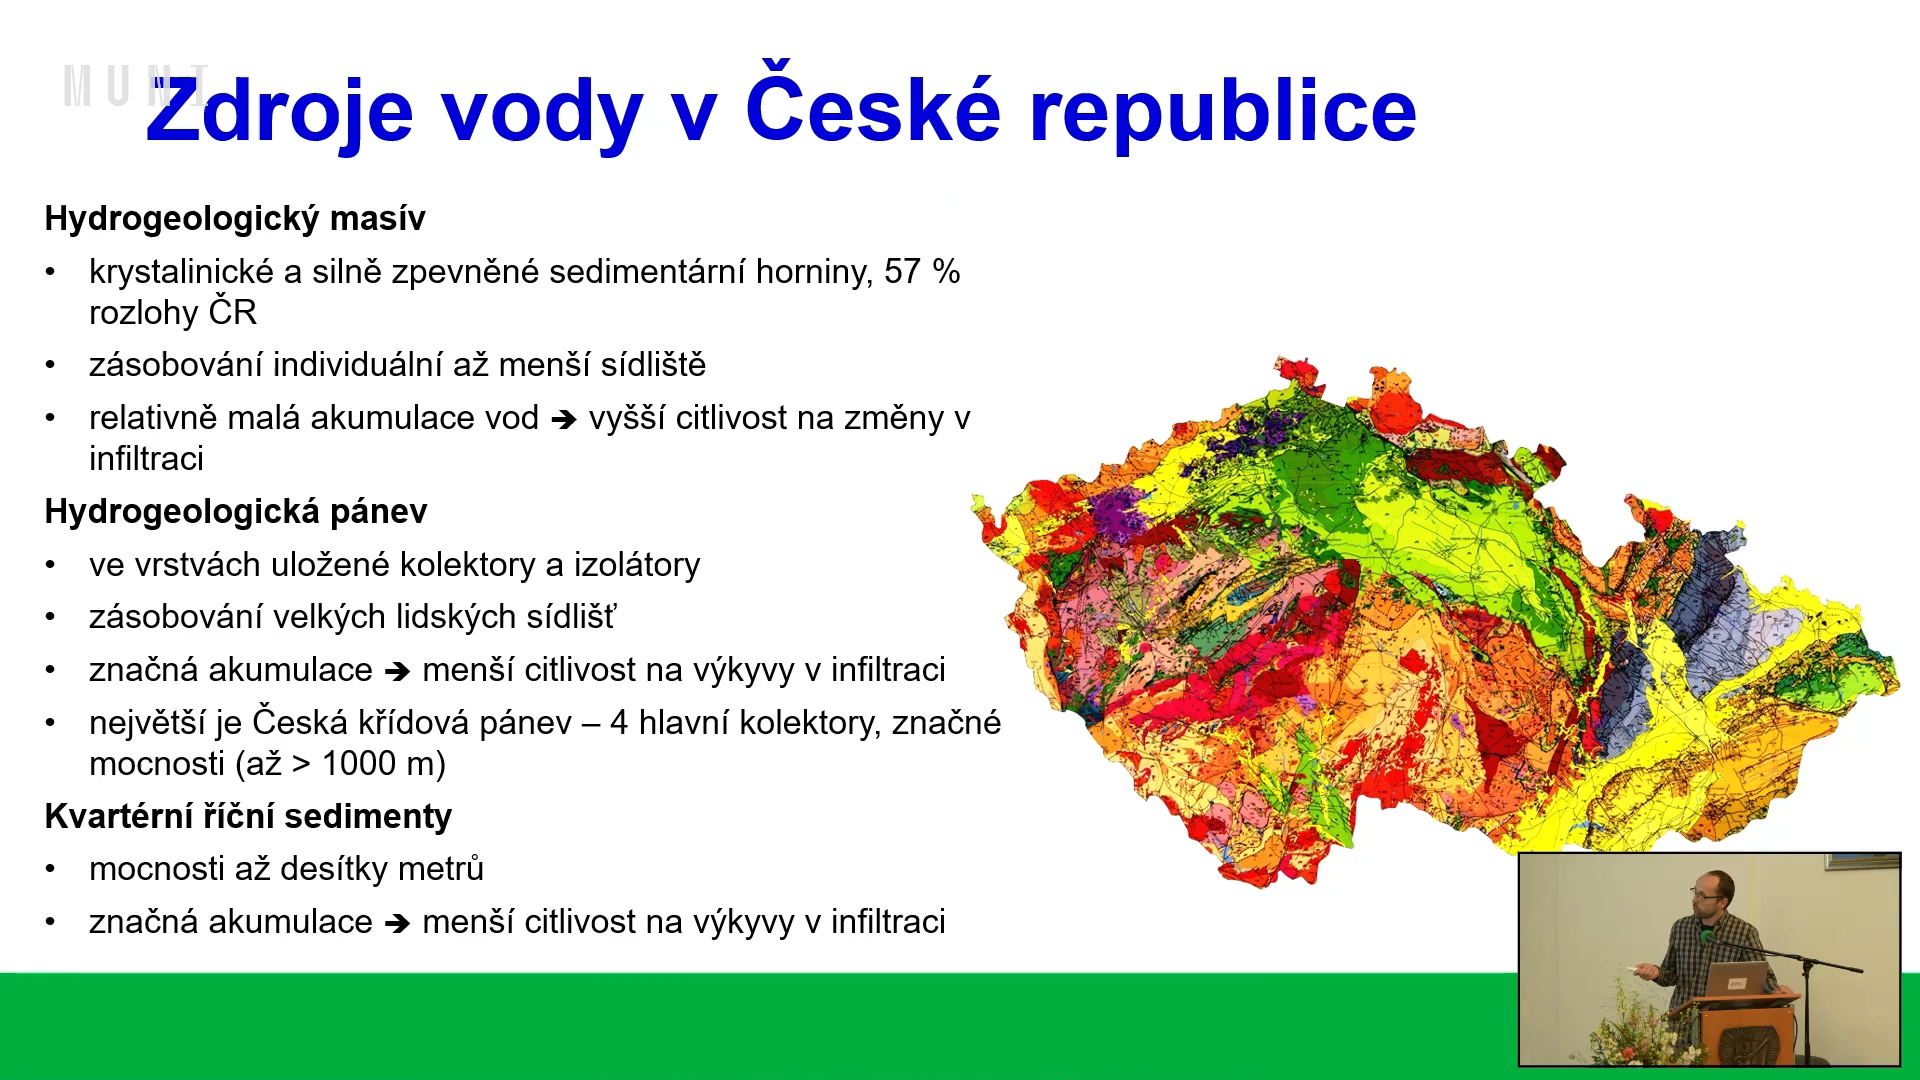 MUNI
Zdroje vody v České republice
Hydrogeologický masív
• krystalinické a silně zpevněné sedimentární horniny, 57 %
rozlohy ČR
• zásobování individuální až menší sídliště
• relativně malá akumulace vod ➔ vyšší citlivost na změny v
infiltraci
Hydrogeologická pánev
• ve vrstvách uložené kolektory a izolátory
• zásobování velkých lidských sídlišť
• značná akumulace ➔ menší citlivost na výkyvy v infiltraci
• největší je Česká křídová pánev – 4 hlavní kolektory, značné
mocnosti (až > 1000 m)
Kvartérní říční sedimenty
• mocnosti až desítky metrů
• značná akumulace ➔ menší citlivost na výkyvy v infiltraci